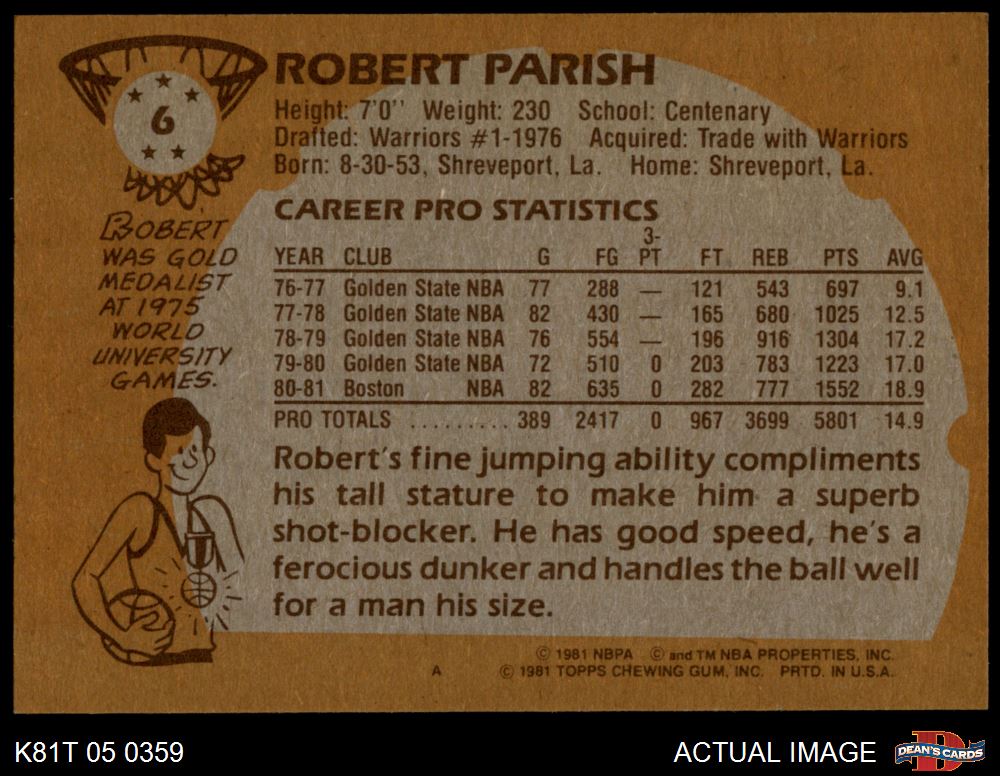 6
ROBERT PARISH
Height: 7'0'' Weight: 230 School: Centenary
Drafted: Warriors #1-1976 Acquired: Trade with Warriors
Born: 8-30-53, Shreveport, La. Home: Shreveport, La.
ROBERT
WAS GOLD
MEDALIST
AT 1975
WORLD
UNIVERSITY
GAMES.
CAREER PRO STATISTICS
YEAR CLUB G FG 3-PT FT REB PTS AVG
76-77 Golden State NBA 77 288 — 121 543 697 9.1
77-78 Golden State NBA 82 430 — 165 680 1025 12.5
78-79 Golden State NBA 76 554 — 196 916 1304 17.2
79-80 Golden State NBA 72 510 0 203 783 1223 17.0
80-81 Boston NBA 82 635 0 282 777 1552 18.9
PRO TOTALS ......... 389 2417 0 967 3699 5801 14.9
Robert's fine jumping ability compliments
his tall stature to make him a superb
shot-blocker. He has good speed, he's a
ferocious dunker and handles the ball well
for a man his size.
© 1981 NBPA © and TM NBA PROPERTIES, INC.
A © 1981 TOPPS CHEWING GUM, INC. PRTD. IN U.S.A.
K81T 05 0359
ACTUAL IMAGE
D
DEAN'S CARDS